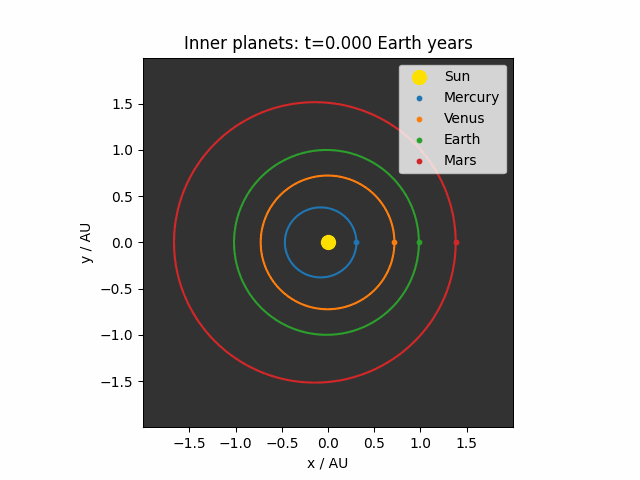 Inner planets: t=0.000 Earth years
Sun
Mercury
Venus
Earth
Mars
y / AU
1.5
1.0
0.5
0.0
−0.5
−1.0
−1.5
−1.5 −1.0 −0.5 0.0 0.5 1.0 1.5
x / AU